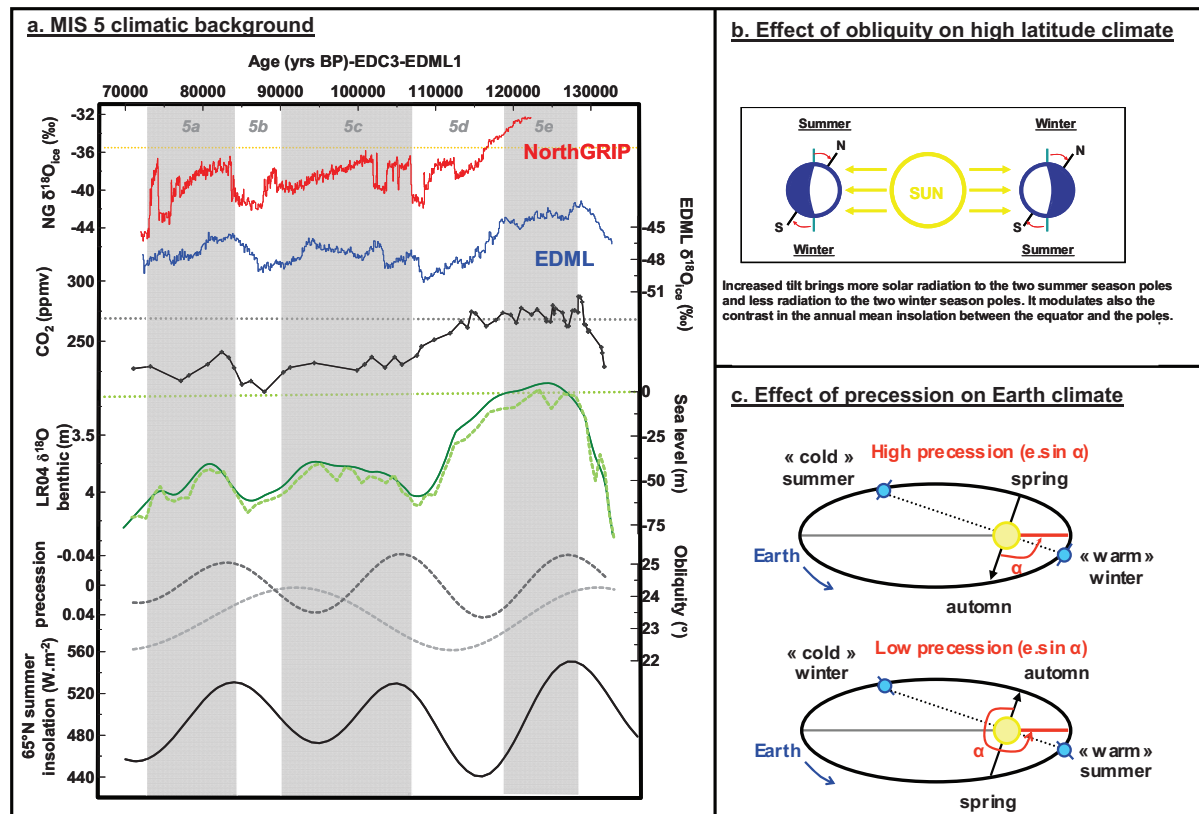 a. MIS 5 climatic background
Age (yrs BP)-EDC3-EDML1
70000 80000 90000 100000 110000 120000 130000
5a 5b 5c 5d 5e
NG δ18Oice (‰)
-32
-36
-40
-44
NorthGRIP
EDML
EDML δ18Oice (‰)
-45
-48
-51
CO2 (ppmv)
300
250
LR04 δ18O
benthic (m)
3.5
4
Sea level (m)
0
-25
-50
-75
precession
-0.04
0
0.04
Obliquity (°)
25
24
23
22
65°N summer
insolation (W.m-2)
560
520
480
440
b. Effect of obliquity on high latitude climate
Summer
Winter
N
N
SUN
S
S
Winter
Summer
Increased tilt brings more solar radiation to the two summer season poles
and less radiation to the two winter season poles. It modulates also the
contrast in the annual mean insolation between the equator and the poles.
c. Effect of precession on Earth climate
« cold »
summer
High precession (e.sin α)
spring
Earth
α
« warm »
winter
automn
« cold »
winter
Low precession (e.sin α)
automn
Earth
α
« warm »
summer
spring